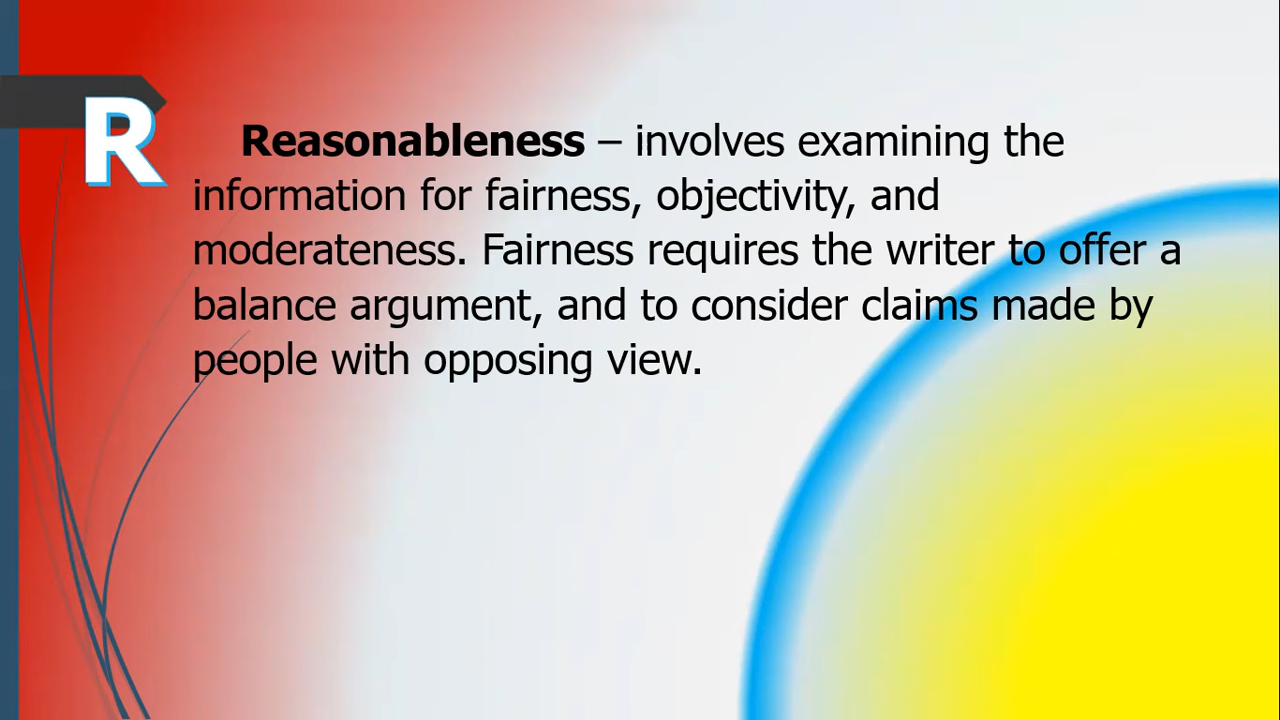 R
Reasonableness – involves examining the
information for fairness, objectivity, and
moderateness. Fairness requires the writer to offer a
balance argument, and to consider claims made by
people with opposing view.